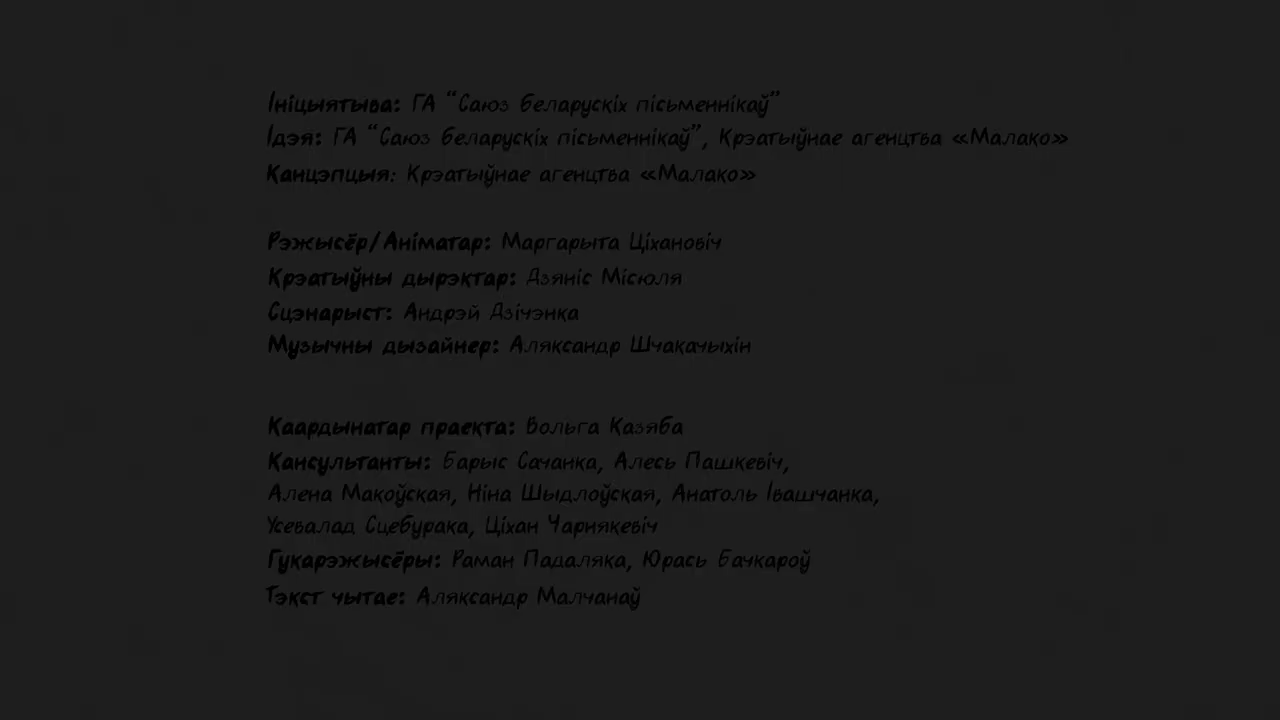 Ініцыятыва: ГА “Саюз беларускіх пісьменнікаў”
Ідэя: ГА “Саюз беларускіх пісьменнікаў”, Крэатыўнае агенцтва «Малако»
Канцэпцыя: Крэатыўнае агенцтва «Малако»
Рэжысёр/Аніматар: Маргарыта Ціхановіч
Крэатыўны дырэктар: Дзяніс Місюля
Сцэнарыст: Андрэй Дзічэнка
Музычны дызайнер: Аляксандр Шчакачыхін
Каардынатар праекта: Вольга Казяба
Кансультанты: Барыс Сачанка, Алесь Пашкевіч,
Алена Макоўская, Ніна Шыдлоўская, Анатоль Івашчанка,
Усевалад Сцебурака, Ціхан Чарнякевіч
Гукарэжысёры: Раман Падаляка, Юрась Бачкароў
Тэкст чытае: Аляксандр Малчанаў